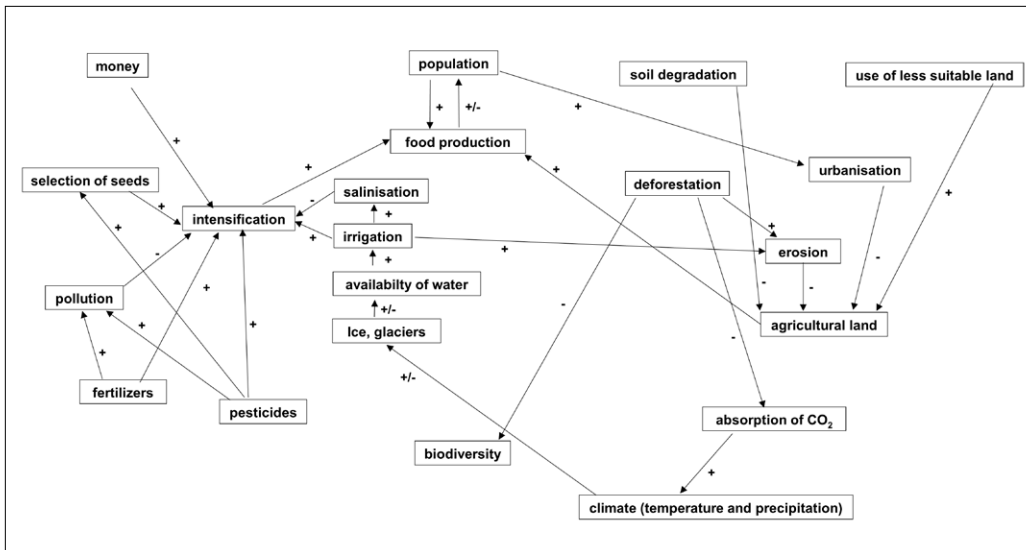 money
population
soil degradation
use of less suitable land
+
+
+/-
+
food production
+
+
selection of seeds
salinisation
deforestation
urbanisation
+
-
+
+
intensification
+
irrigation
+
+
+
erosion
-
+
+
-
availabilty of water
-
-
pollution
+/-
-
+
+
Ice, glaciers
agricultural land
-
+
+/-
fertilizers
pesticides
absorption of CO₂
biodiversity
+
climate (temperature and precipitation)